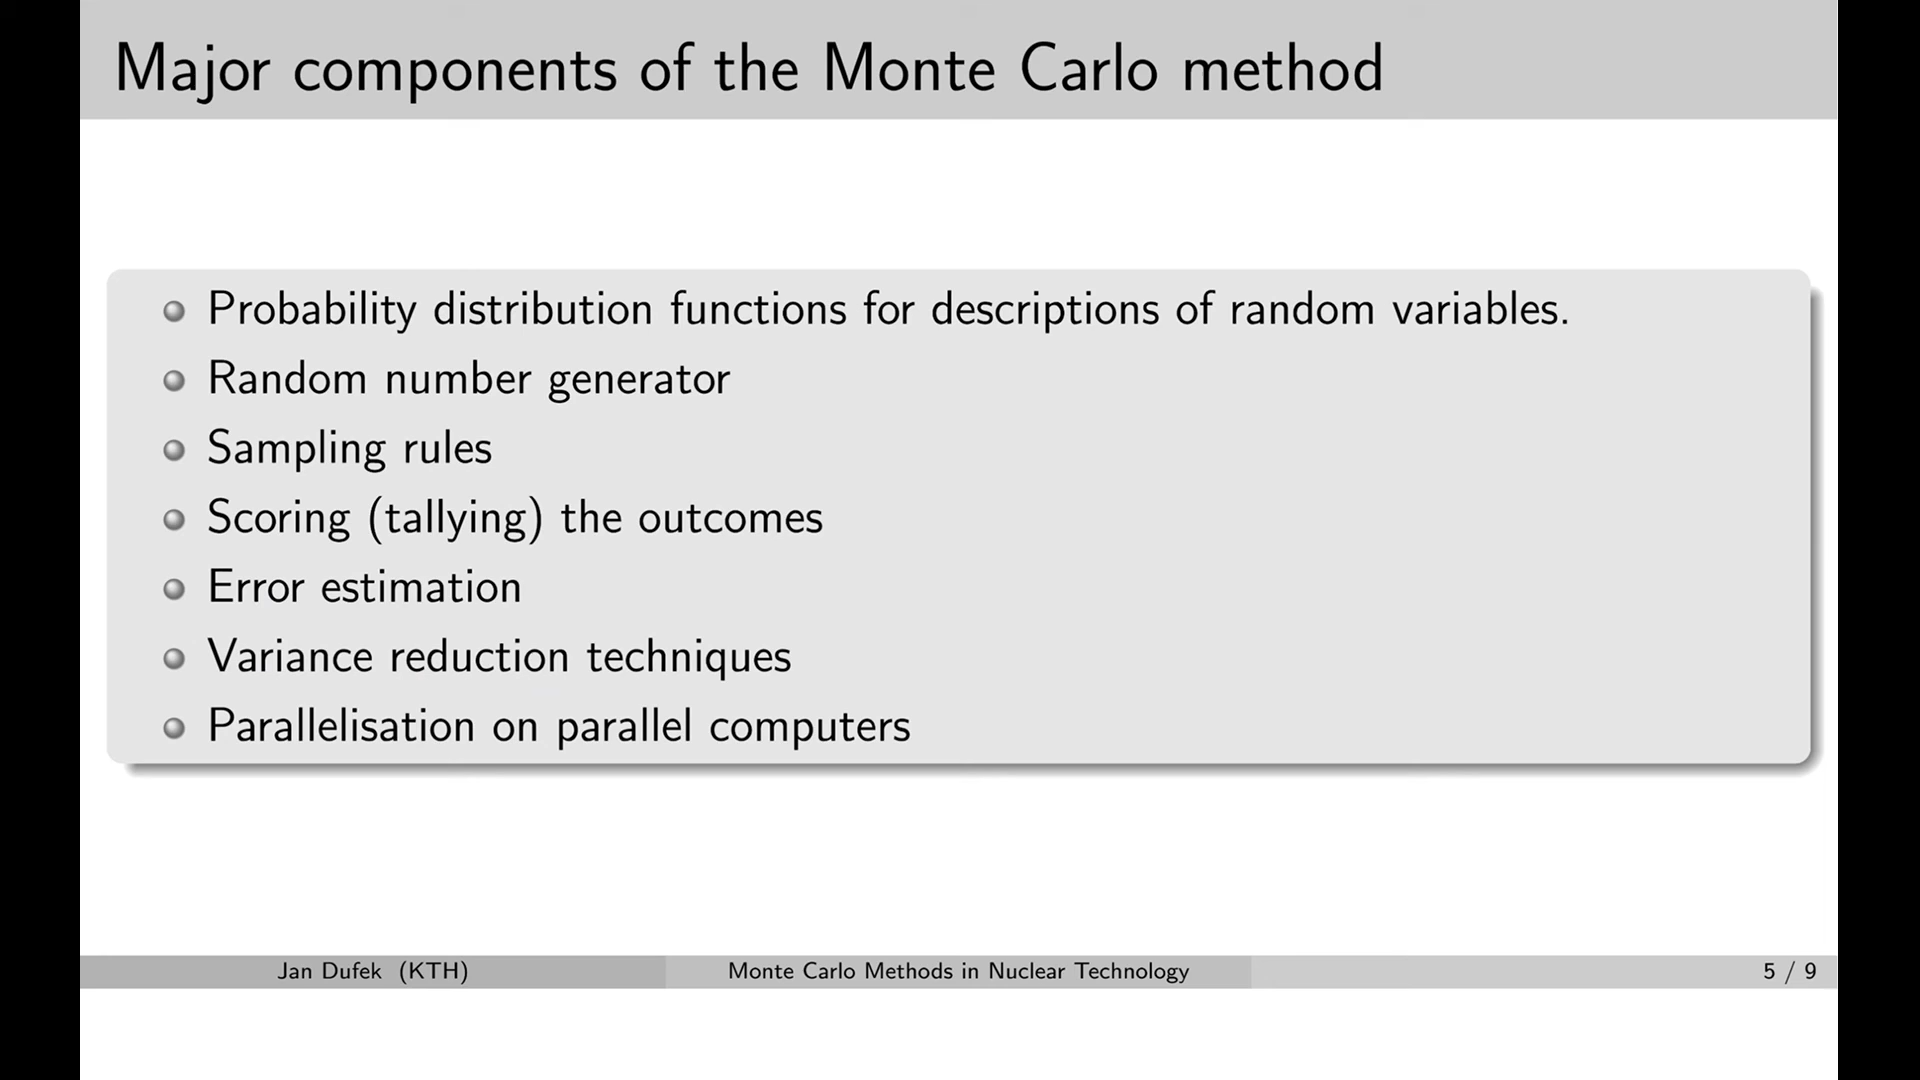 Major components of the Monte Carlo method
Probability distribution functions for descriptions of random variables.
Random number generator
Sampling rules
Scoring (tallying) the outcomes
Error estimation
Variance reduction techniques
Parallelisation on parallel computers
Jan Dufek (KTH)
Monte Carlo Methods in Nuclear Technology
5 / 9